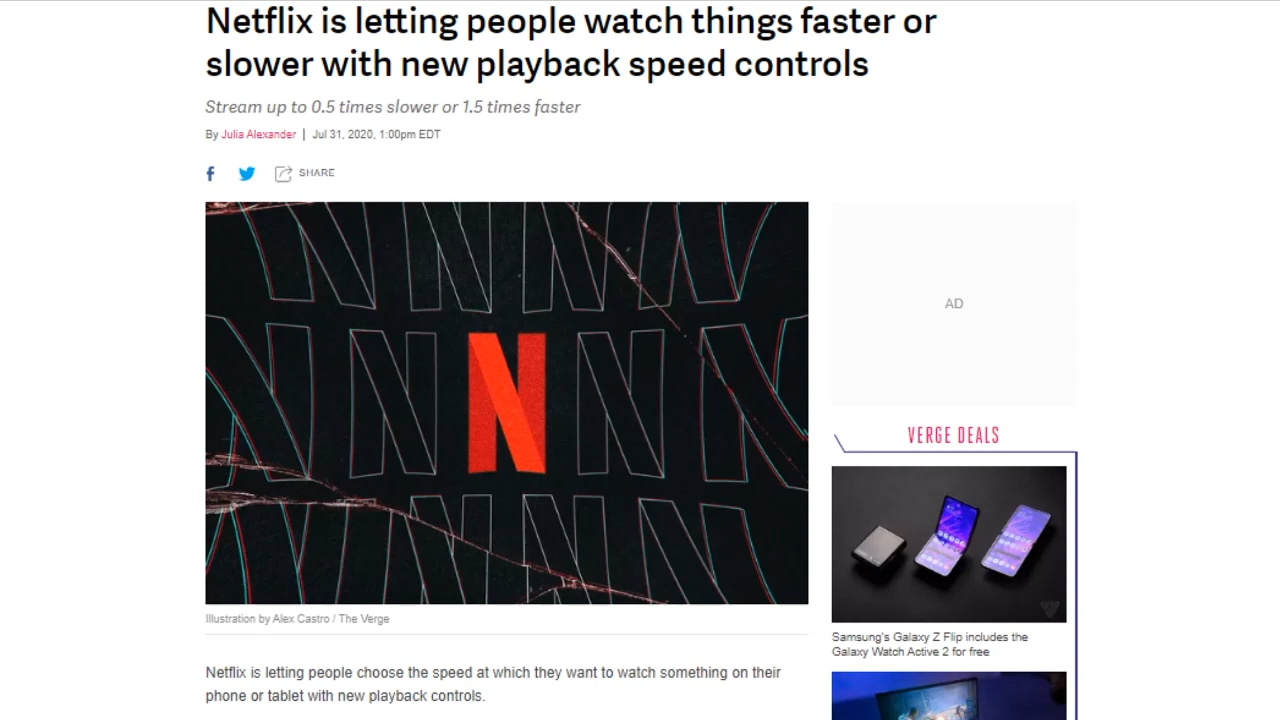 Netflix is letting people watch things faster or
slower with new playback speed controls
Stream up to 0.5 times slower or 1.5 times faster
By Julia Alexander | Jul 31, 2020, 1:00pm EDT
SHARE
N
AD
VERGE DEALS
Illustration by Alex Castro / The Verge
Samsung's Galaxy Z Flip includes the
Galaxy Watch Active 2 for free
Netflix is letting people choose the speed at which they want to watch something on their
phone or tablet with new playback controls.